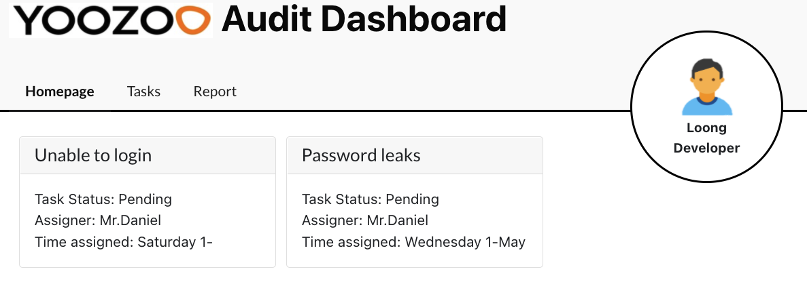 YOOZOO Audit Dashboard
Homepage Tasks Report
Loong
Developer
Unable to login
Task Status: Pending
Assigner: Mr.Daniel
Time assigned: Saturday 1-
Password leaks
Task Status: Pending
Assigner: Mr.Daniel
Time assigned: Wednesday 1-May